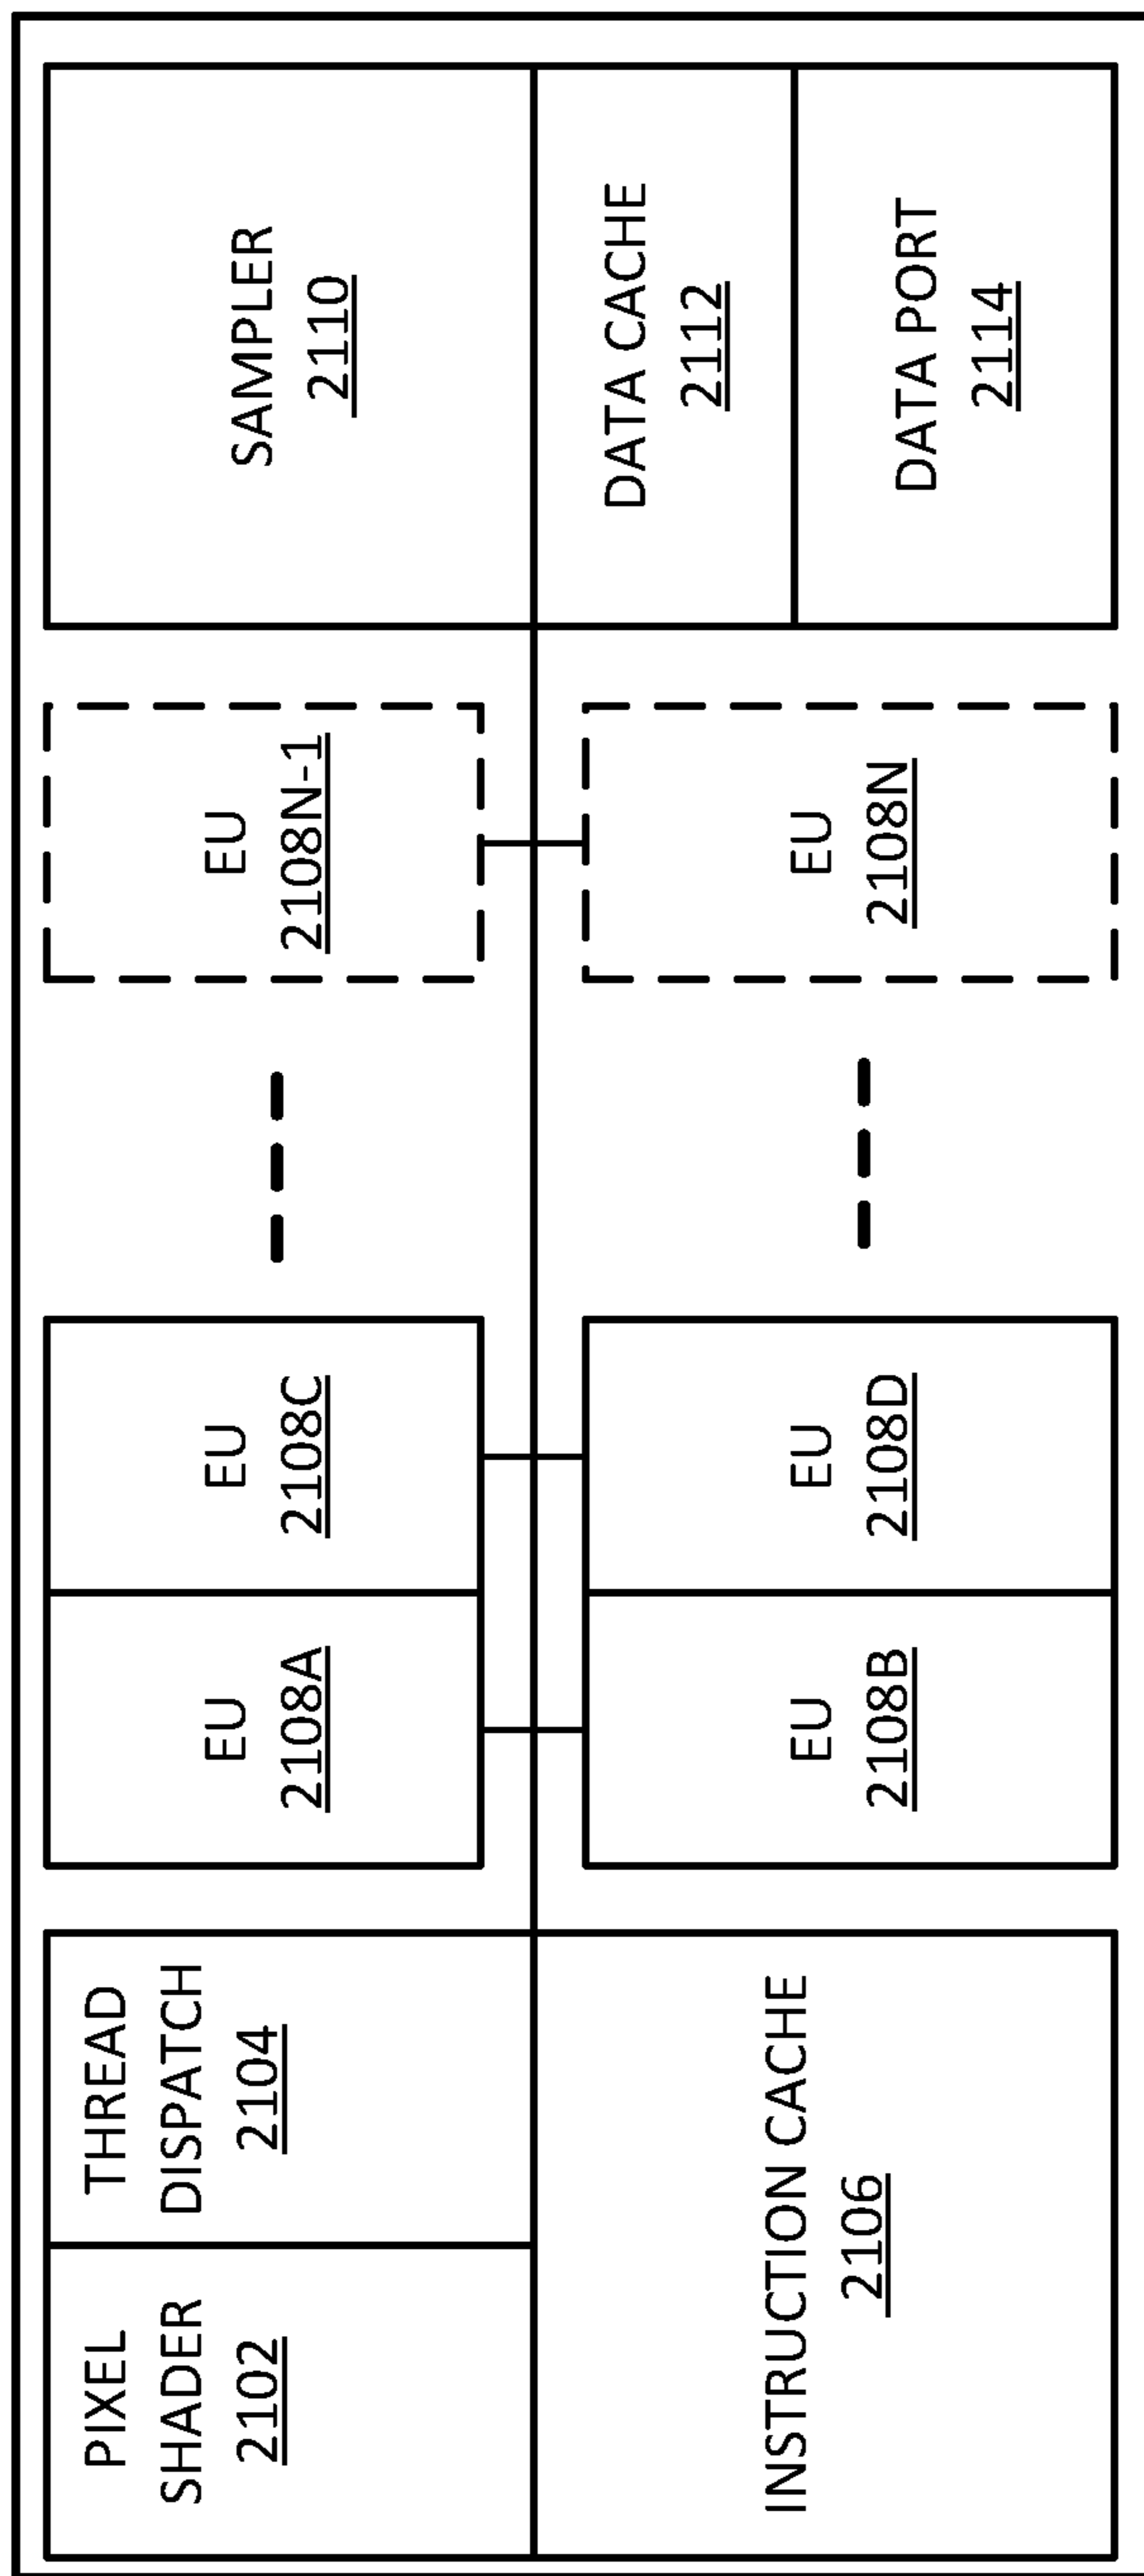 PIXEL
SHADER
2102
THREAD
DISPATCH
2104
INSTRUCTION CACHE
2106
EU
2108A
EU
2108C
EU
2108B
EU
2108D
EU
2108N-1
EU
2108N
SAMPLER
2110
DATA CACHE
2112
DATA PORT
2114